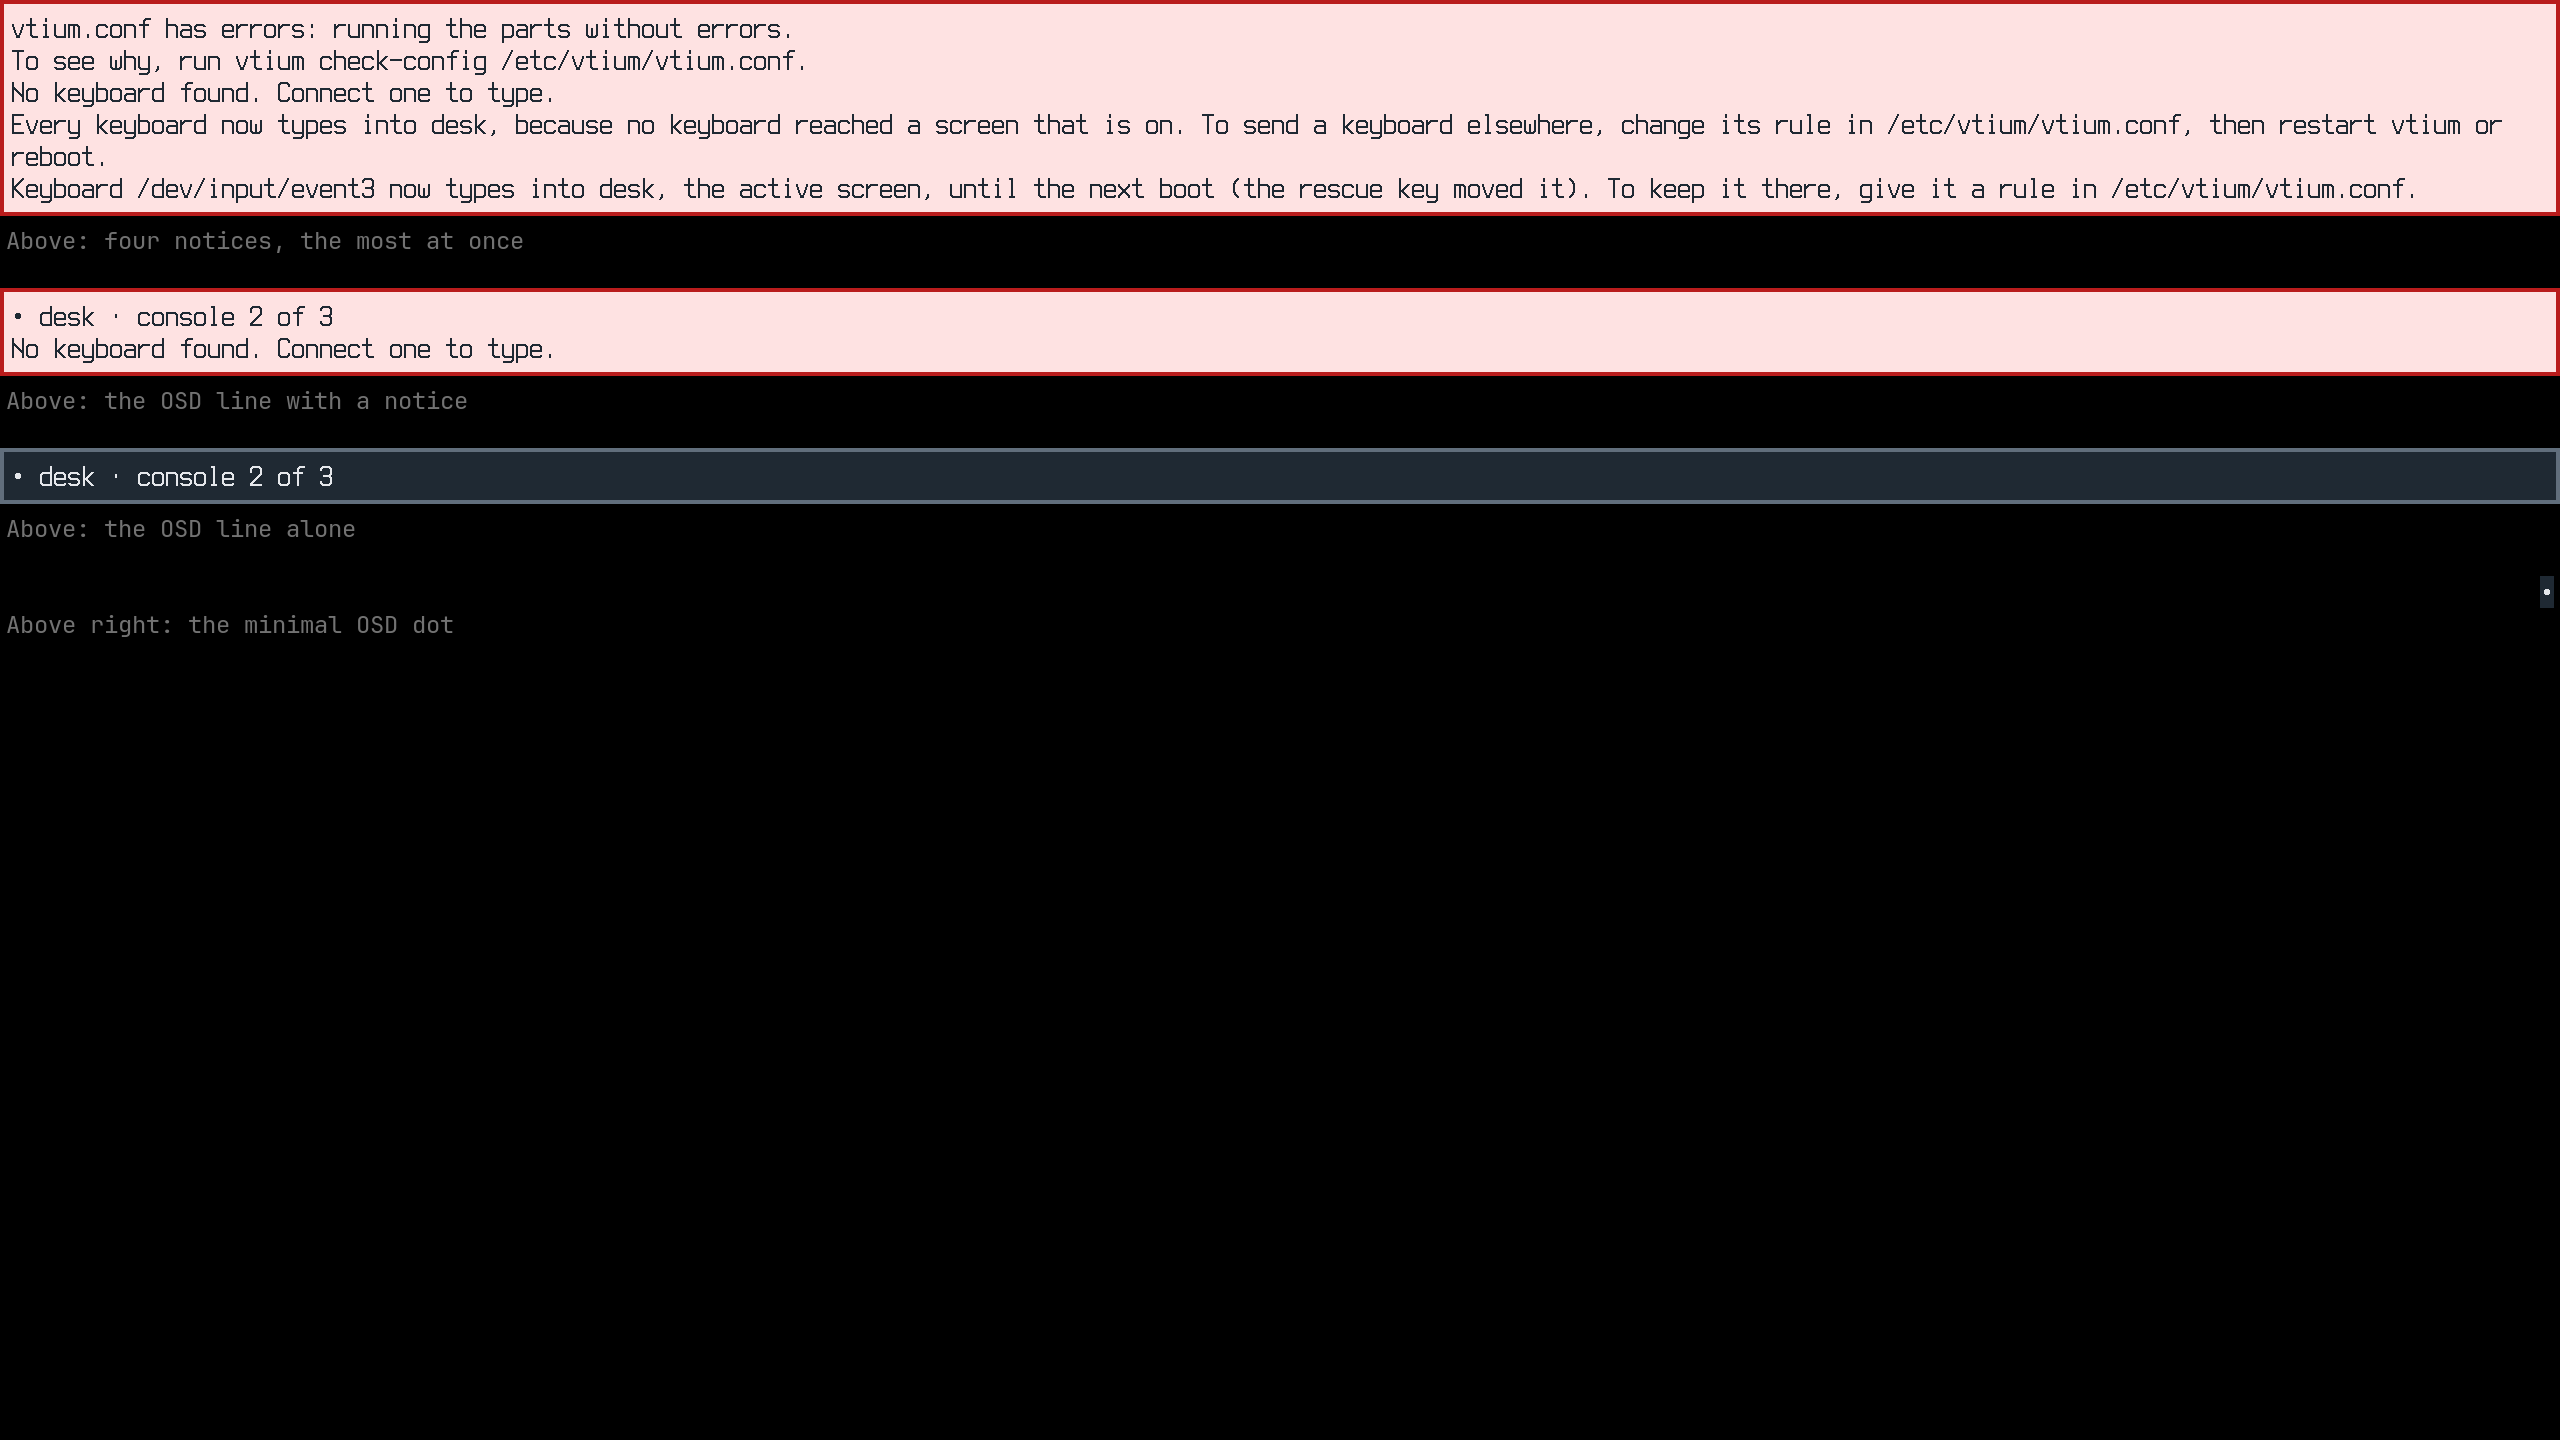 vtium.conf has errors: running the parts without errors.
To see why, run vtium check-config /etc/vtium/vtium.conf.
No keyboard found. Connect one to type.
Every keyboard now types into desk, because no keyboard reached a screen that is on. To send a keyboard elsewhere, change its rule in /etc/vtium/vtium.conf, then restart vtium or
reboot.
Keyboard /dev/input/event3 now types into desk, the active screen, until the next boot (the rescue key moved it). To keep it there, give it a rule in /etc/vtium/vtium.conf.
Above: four notices, the most at once
• desk · console 2 of 3
No keyboard found. Connect one to type.
Above: the OSD line with a notice
• desk · console 2 of 3
Above: the OSD line alone
•
Above right: the minimal OSD dot